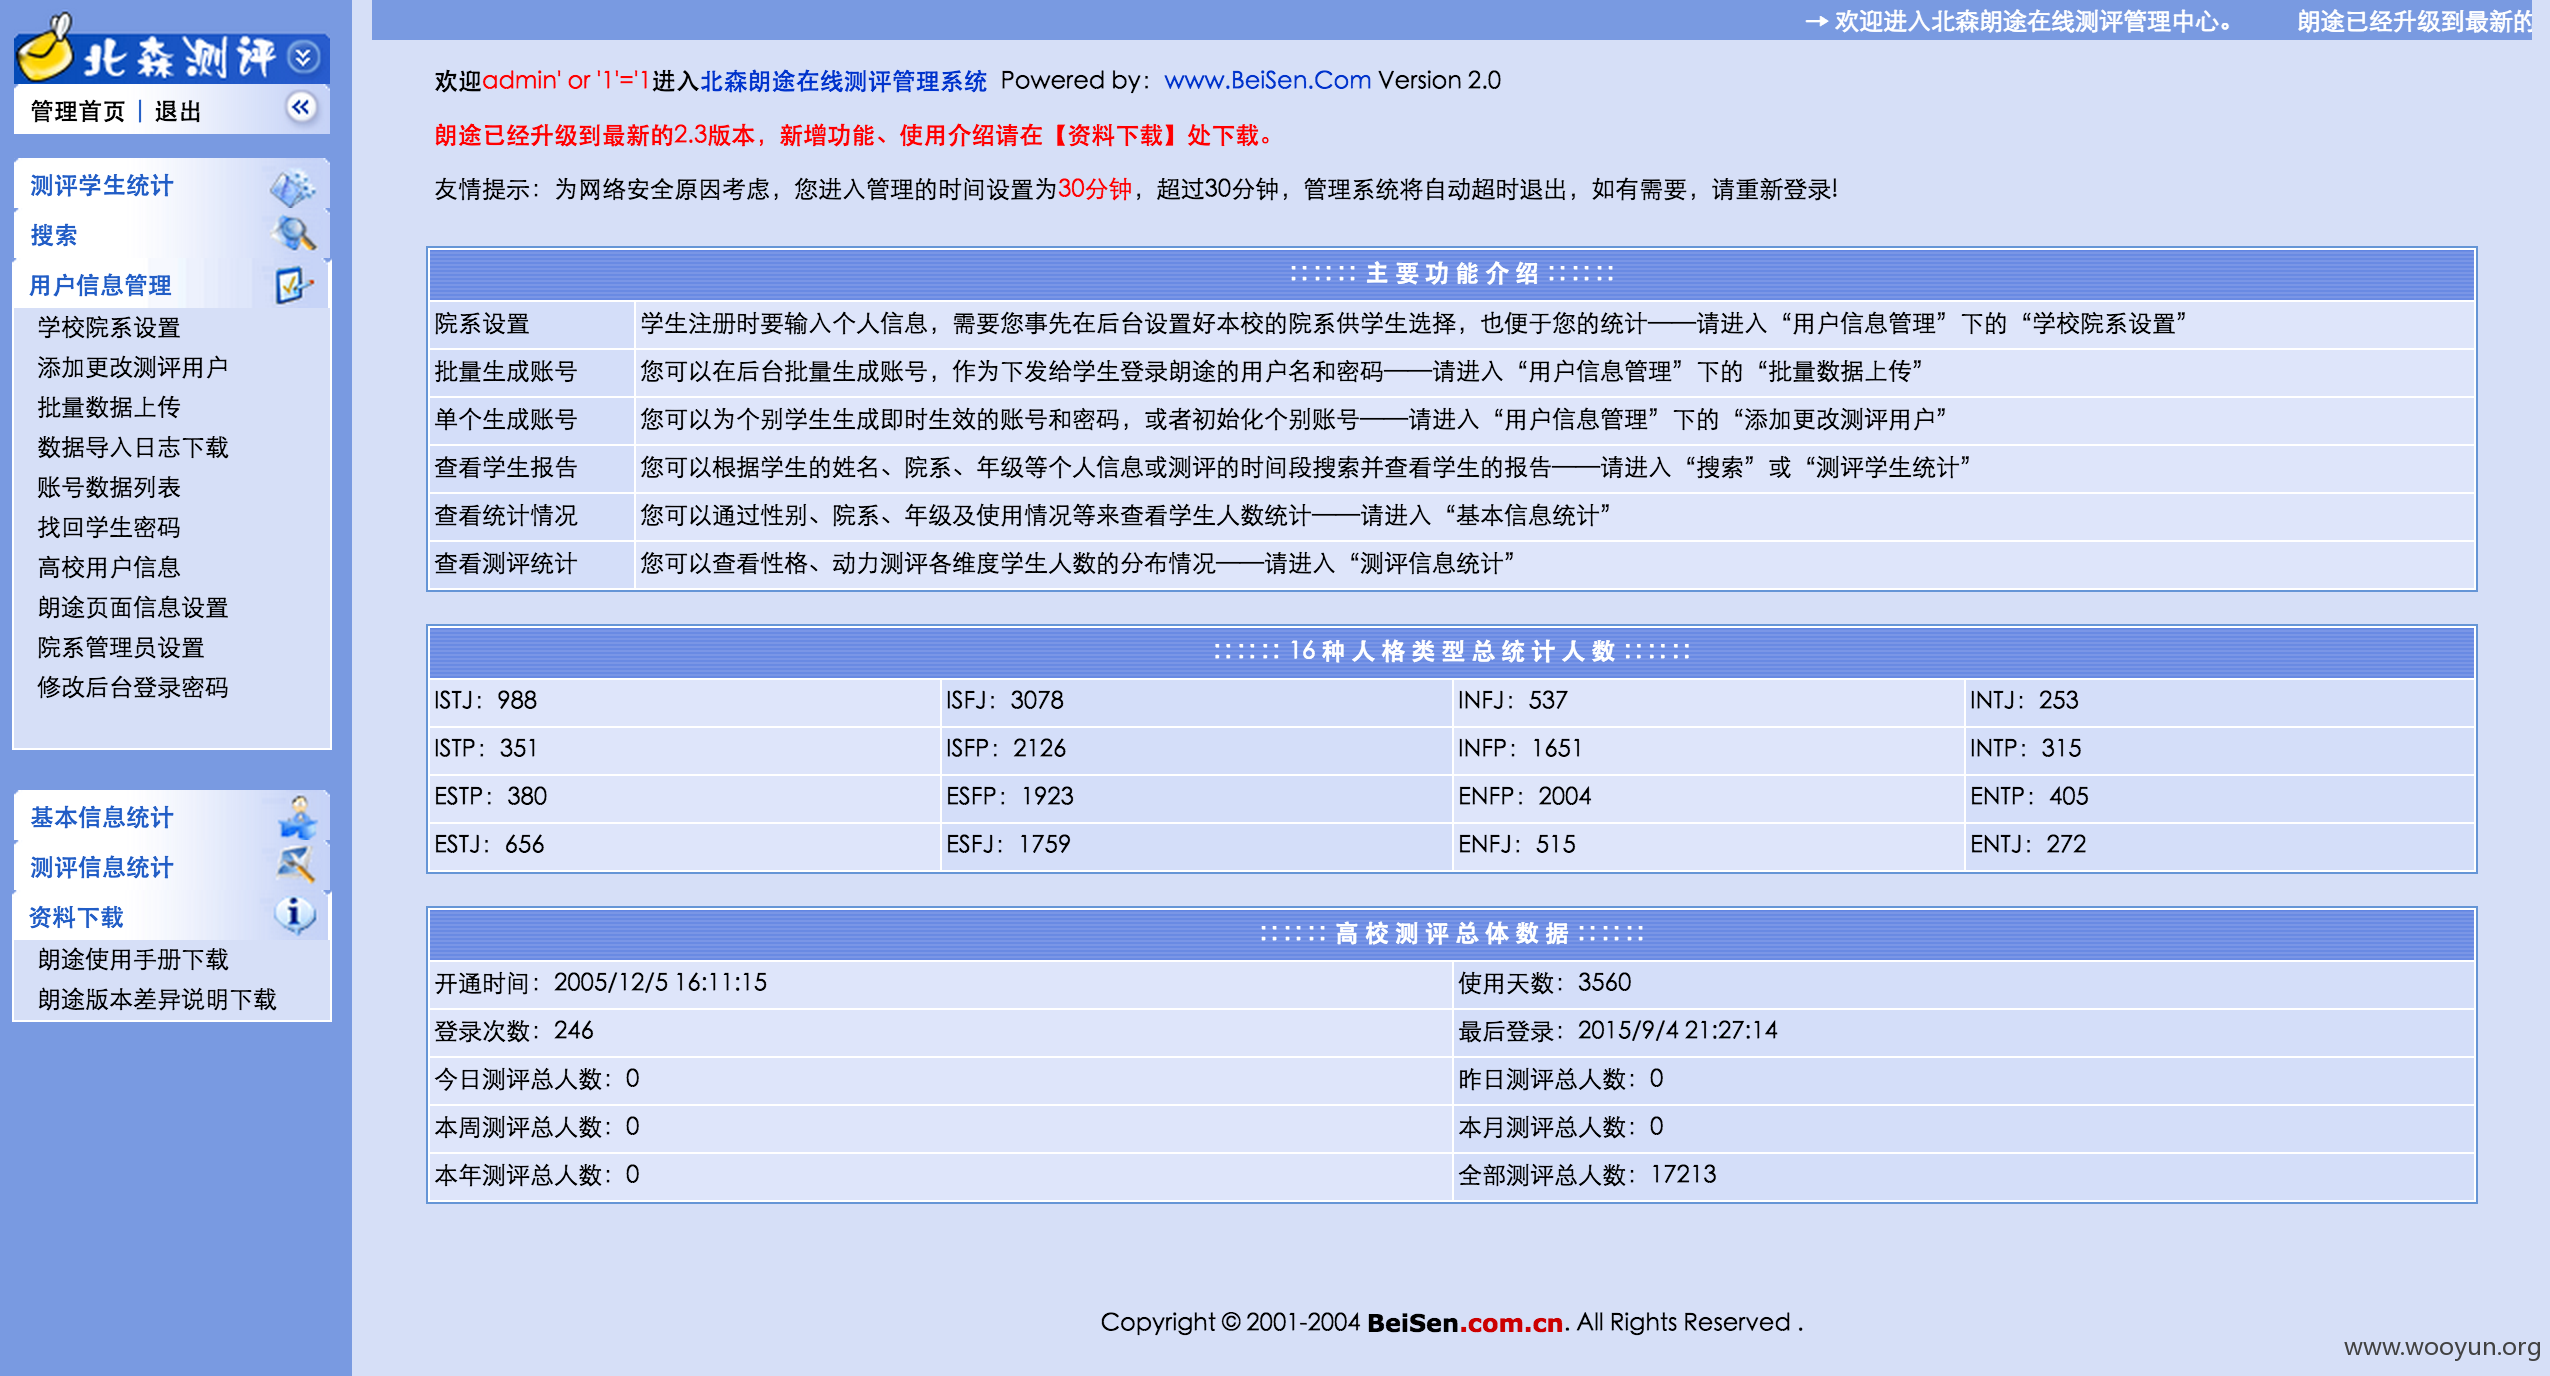 → 欢迎进入北森朗途在线测评管理中心。 朗途已经升级到最新的
北森测评
管理首页 | 退出
测评学生统计
搜索
用户信息管理
学校院系设置
添加更改测评用户
批量数据上传
数据导入日志下载
账号数据列表
找回学生密码
高校用户信息
朗途页面信息设置
院系管理员设置
修改后台登录密码
基本信息统计
测评信息统计
资料下载
朗途使用手册下载
朗途版本差异说明下载
欢迎admin' or '1'='1进入北森朗途在线测评管理系统 Powered by：www.BeiSen.Com Version 2.0
朗途已经升级到最新的2.3版本，新增功能、使用介绍请在【资料下载】处下载。
友情提示：为网络安全原因考虑，您进入管理的时间设置为30分钟，超过30分钟，管理系统将自动超时退出，如有需要，请重新登录!
:::::: 主要功能介绍 ::::::
院系设置 学生注册时要输入个人信息，需要您事先在后台设置好本校的院系供学生选择，也便于您的统计——请进入“用户信息管理”下的“学校院系设置”
批量生成账号 您可以在后台批量生成账号，作为下发给学生登录朗途的用户名和密码——请进入“用户信息管理”下的“批量数据上传”
单个生成账号 您可以为个别学生生成即时生效的账号和密码，或者初始化个别账号——请进入“用户信息管理”下的“添加更改测评用户”
查看学生报告 您可以根据学生的姓名、院系、年级等个人信息或测评的时间段搜索并查看学生的报告——请进入“搜索”或“测评学生统计”
查看统计情况 您可以通过性别、院系、年级及使用情况等来查看学生人数统计——请进入“基本信息统计”
查看测评统计 您可以查看性格、动力测评各维度学生人数的分布情况——请进入“测评信息统计”
:::::: 16种人格类型总统计人数 ::::::
ISTJ：988 ISFJ：3078 INFJ：537 INTJ：253
ISTP：351 ISFP：2126 INFP：1651 INTP：315
ESTP：380 ESFP：1923 ENFP：2004 ENTP：405
ESTJ：656 ESFJ：1759 ENFJ：515 ENTJ：272
:::::: 高校测评总体数据 ::::::
开通时间：2005/12/5 16:11:15 使用天数：3560
登录次数：246 最后登录：2015/9/4 21:27:14
今日测评总人数：0 昨日测评总人数：0
本周测评总人数：0 本月测评总人数：0
本年测评总人数：0 全部测评总人数：17213
Copyright © 2001-2004 BeiSen.com.cn. All Rights Reserved .
www.wooyun.org